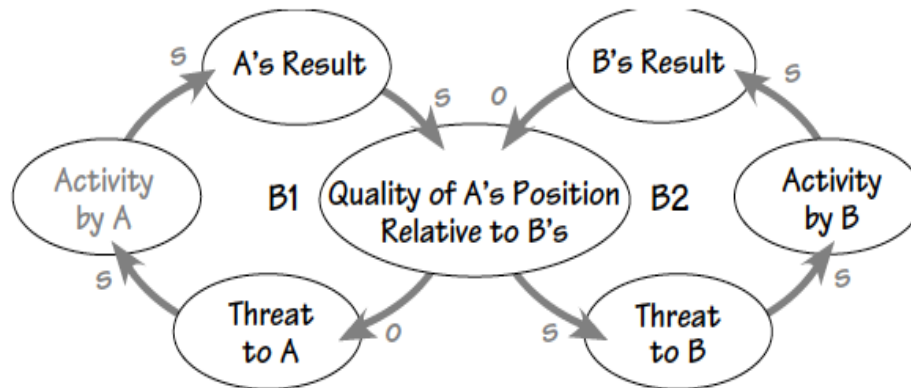 A's Result
B's Result
S
S
O
S
Activity
by A
B1
Quality of A's Position
Relative to B's
B2
Activity
by B
S
S
Threat
to A
O
S
Threat
to B